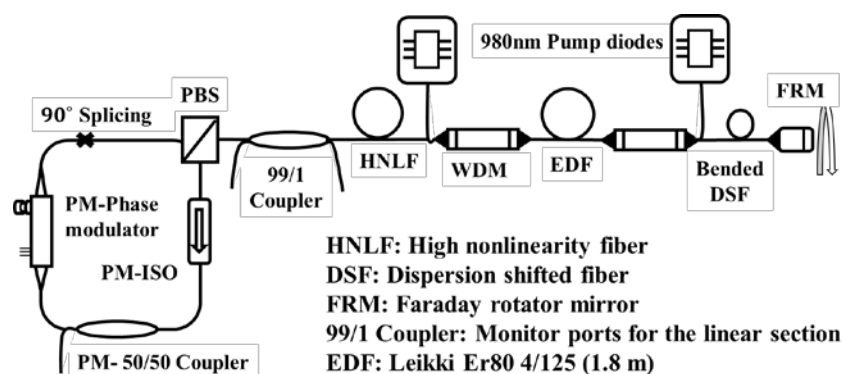 980nm Pump diodes
FRM
PBS
90° Splicing
99/1
Coupler
HNLF
WDM
EDF
Bended
DSF
PM-Phase
modulator
PM-ISO
PM- 50/50 Coupler
HNLF: High nonlinearity fiber
DSF: Dispersion shifted fiber
FRM: Faraday rotator mirror
99/1 Coupler: Monitor ports for the linear section
EDF: Leikki Er80 4/125 (1.8 m)